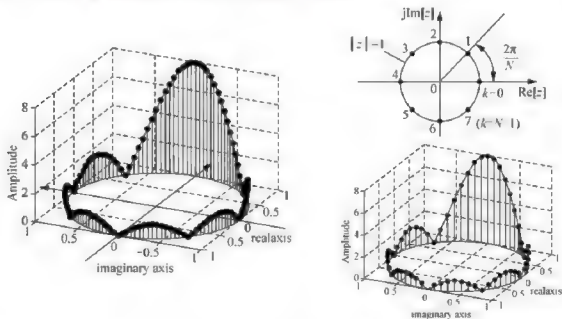 Amplitude
8
6
4
2
0
1
0.5
0
-0.5
1
imaginary axis
1
0.5
0
1
realaxis
jIm[z]
|z|=1
2
3
1
4
0
5
6
7
2π
N
k=0
Re[z]
(k=N-1)
Amplitude
8
6
4
2
0
1
0.5
0
0.5
1
imaginary axis
1
0.5
0
0.5
1
realaxis